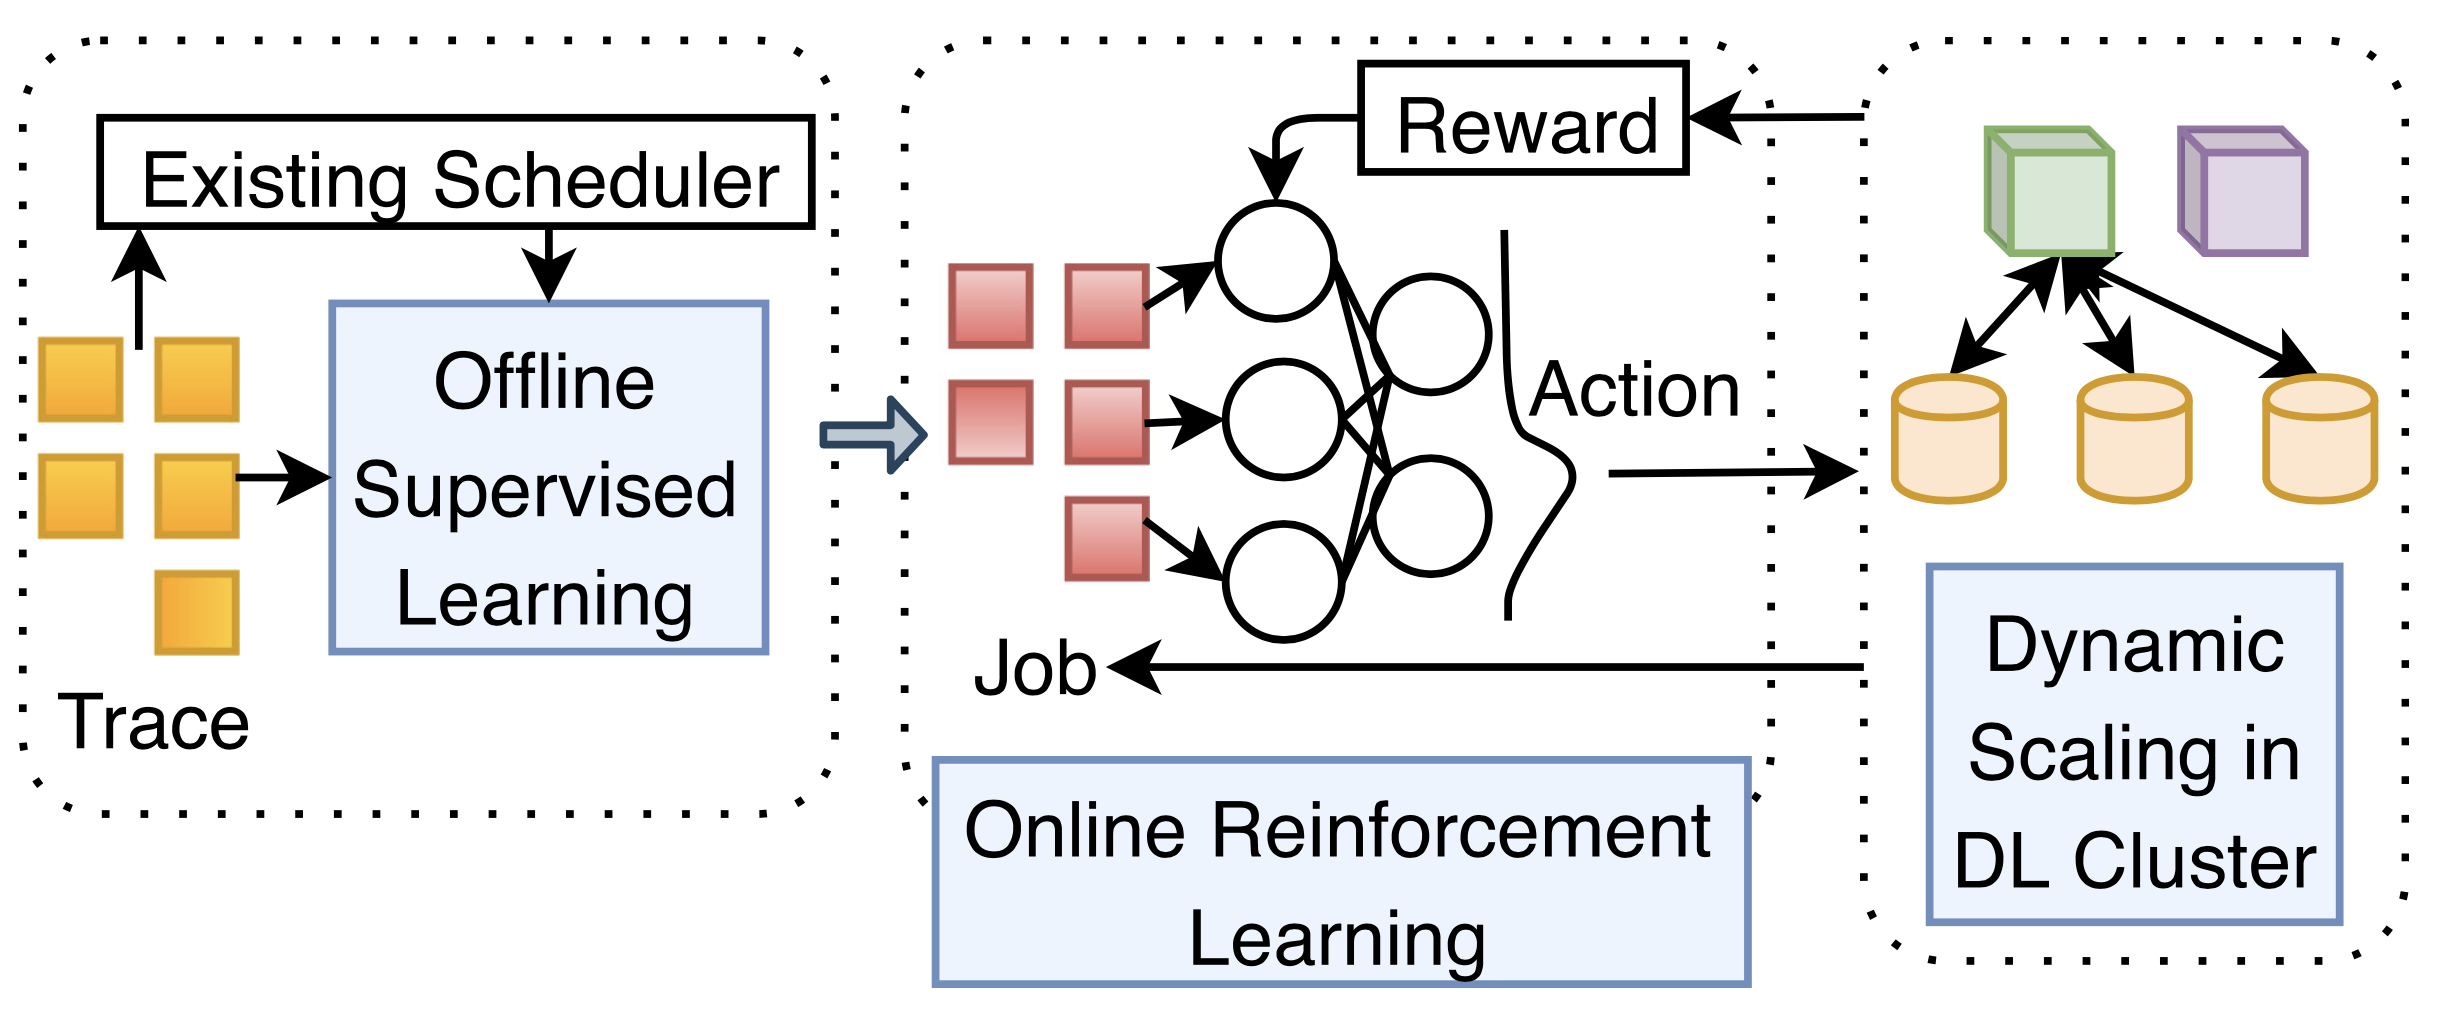 Existing Scheduler
Offline
Supervised
Learning
Trace
Reward
Action
Job
Online Reinforcement
Learning
Dynamic
Scaling in
DL Cluster